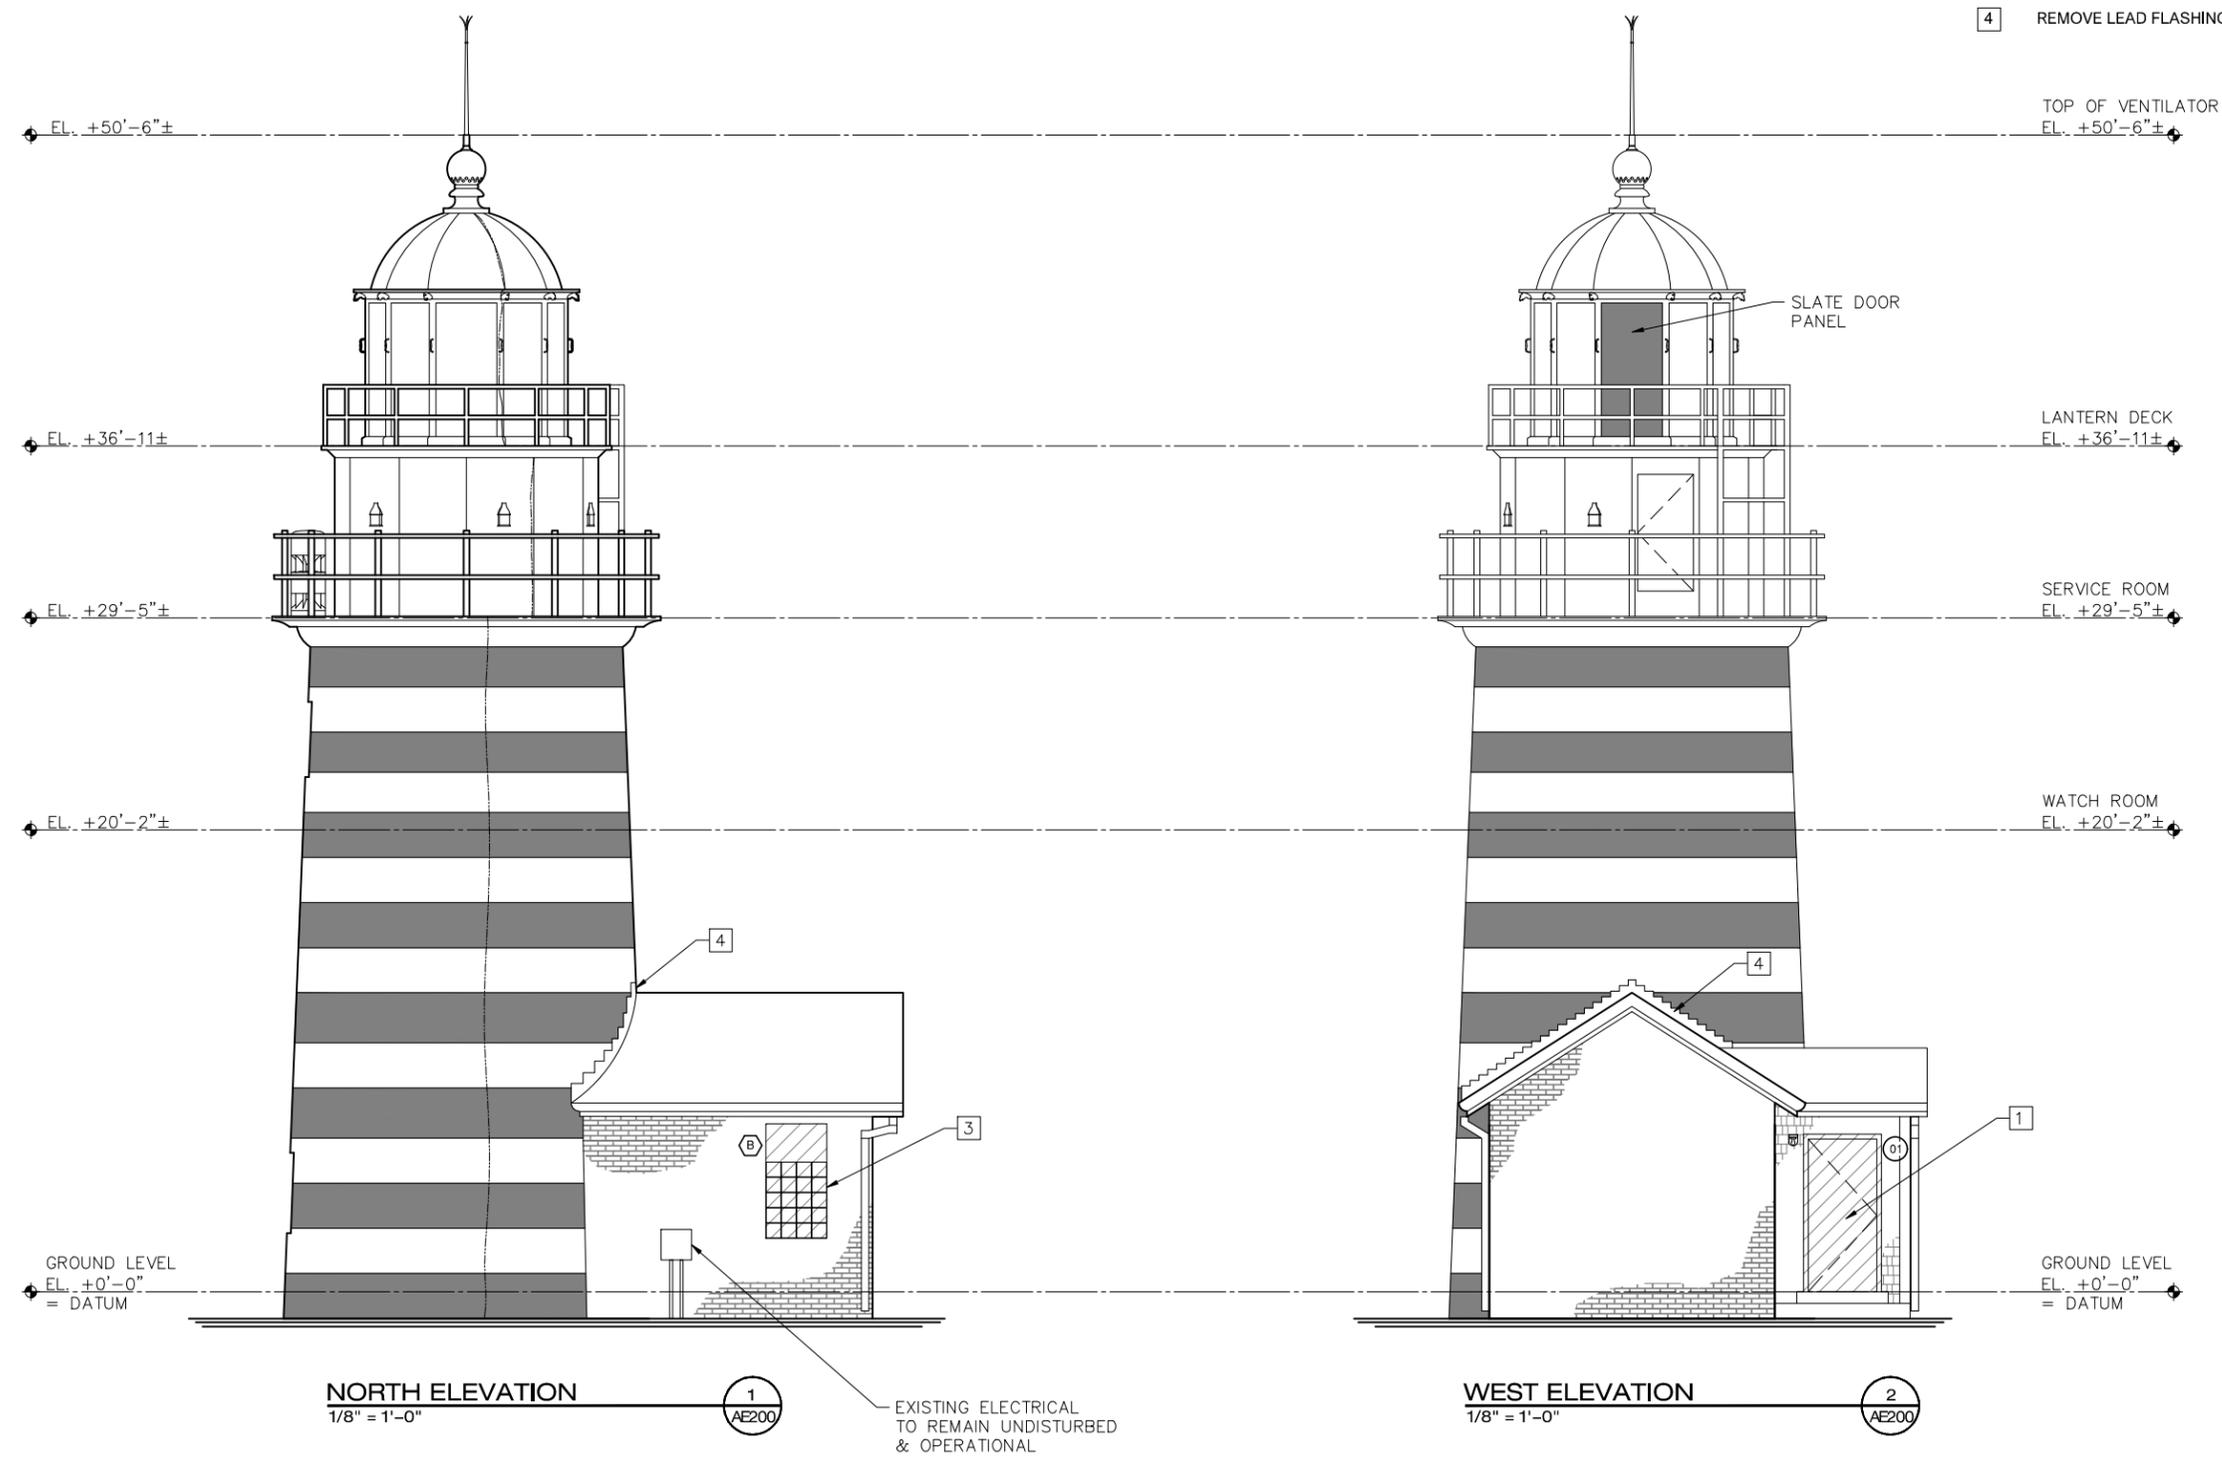 4 REMOVE LEAD FLASHING
TOP OF VENTILATOR
EL. +50'-6"± EL. +50'-6"±
SLATE DOOR
PANEL
LANTERN DECK
EL. +36'-11± EL. +36'-11±
SERVICE ROOM
EL. +29'-5"± EL. +29'-5"±
WATCH ROOM
EL. +20'-2"± EL. +20'-2"±
4
4
3
1
B
01
GROUND LEVEL
EL. +0'-0"
= DATUM
GROUND LEVEL
EL. +0'-0"
= DATUM
NORTH ELEVATION
1/8" = 1'-0"
1
AE200
EXISTING ELECTRICAL
TO REMAIN UNDISTURBED
& OPERATIONAL
WEST ELEVATION
1/8" = 1'-0"
2
AE200